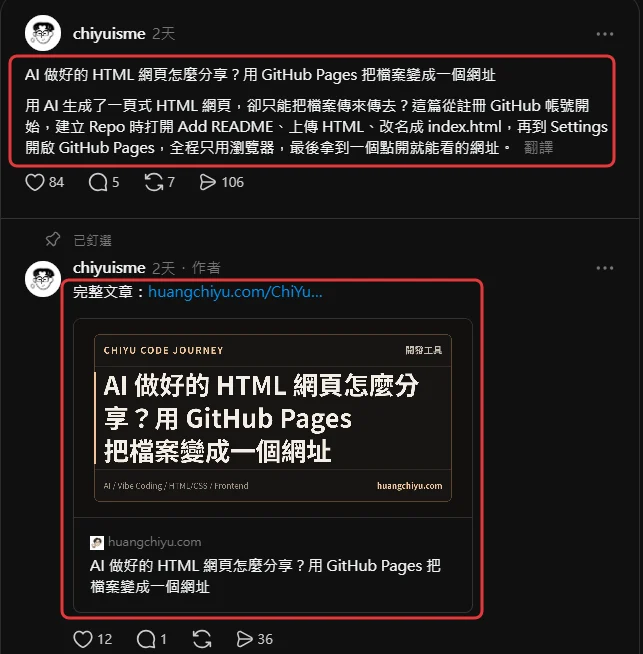 chiyuisme 2天
AI 做好的 HTML 網頁怎麼分享？用 GitHub Pages 把檔案變成一個網址
用 AI 生成了一頁式 HTML 網頁，卻只能把檔案傳來傳去？這篇從註冊 GitHub 帳號開
始，建立 Repo 時打開 Add README、上傳 HTML、改名成 index.html，再到 Settings
開啟 GitHub Pages，全程只用瀏覽器，最後拿到一個點開就能看的網址。 翻譯
84 5 7 106
已釘選
chiyuisme 2天 · 作者
完整文章：huangchiyu.com/ChiYu...
CHIYU CODE JOURNEY 開發工具
AI 做好的 HTML 網頁怎麼分
享？用 GitHub Pages
把檔案變成一個網址
AI / Vibe Coding / HTML/CSS / Frontend huangchiyu.com
huangchiyu.com
AI 做好的 HTML 網頁怎麼分享？用 GitHub Pages 把
檔案變成一個網址
12 1 36